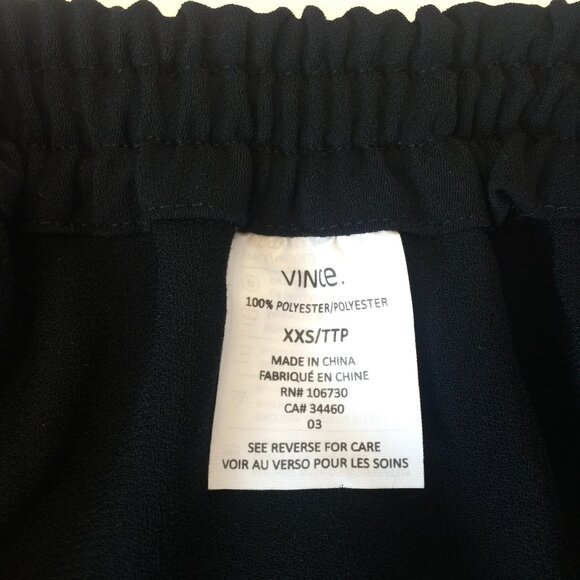 VINCE.
100% POLYESTER/POLYESTER
XXS/TTP
MADE IN CHINA
FABRIQUÉ EN CHINE
RN# 106730
CA# 34460
03
SEE REVERSE FOR CARE
VOIR AU VERSO POUR LES SOINS